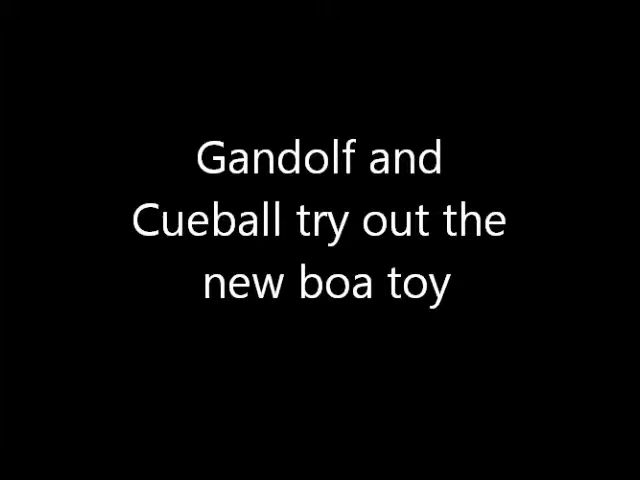 Gandolf and
Cueball try out the
new boa toy